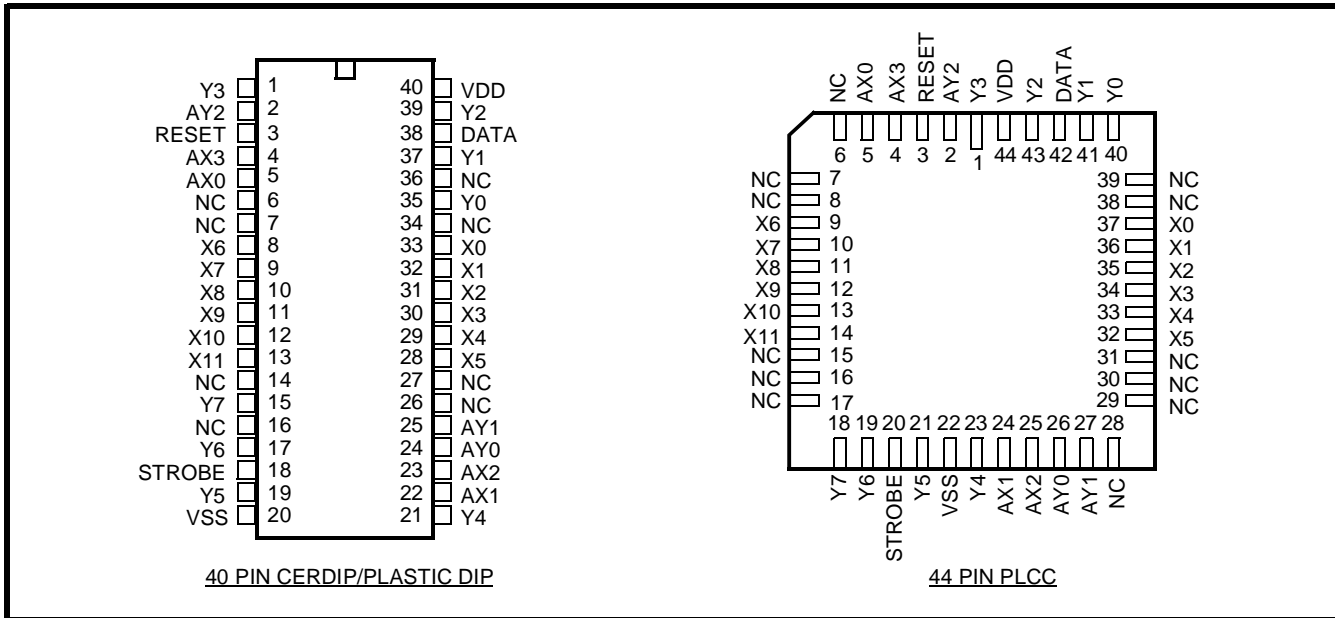 Y3 1 40 VDD
AY2 2 39 Y2
RESET 3 38 DATA
AX3 4 37 Y1
AX0 5 36 NC
NC 6 35 Y0
NC 7 34 NC
X6 8 33 X0
X7 9 32 X1
X8 10 31 X2
X9 11 30 X3
X10 12 29 X4
X11 13 28 X5
NC 14 27 NC
Y7 15 26 NC
NC 16 25 AY1
Y6 17 24 AY0
STROBE 18 23 AX2
Y5 19 22 AX1
VSS 20 21 Y4
40 PIN CERDIP/PLASTIC DIP
NC AX0 AX3 RESET AY2 Y3 VDD Y2 DATA Y1 Y0
6 5 4 3 2 1 44 43 42 41 40
NC 7 39 NC
NC 8 38 NC
X6 9 37 X0
X7 10 36 X1
X8 11 35 X2
X9 12 34 X3
X10 13 33 X4
X11 14 32 X5
NC 15 31 NC
NC 16 30 NC
NC 17 29 NC
18 19 20 21 22 23 24 25 26 27 28
Y7 Y6 STROBE Y5 VSS Y4 AX1 AX2 AY0 AY1 NC
44 PIN PLCC